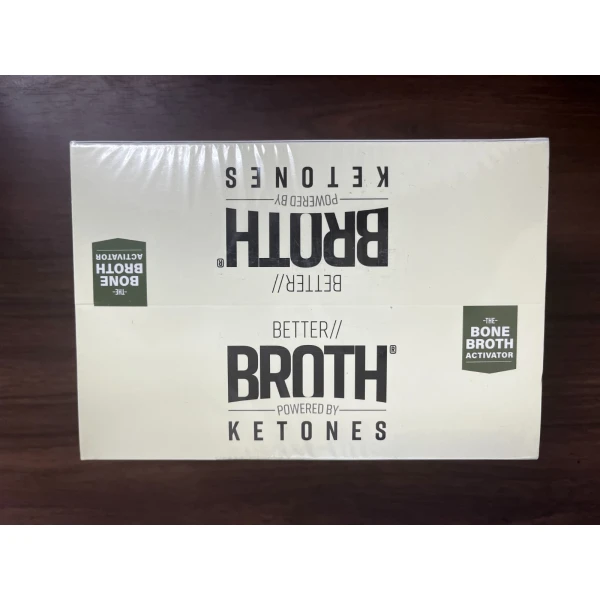 KETONES
POWERED BY
BROTH®
BETTER//
-THE-
BONE
BROTH
ACTIVATOR
BETTER//
BROTH®
POWERED BY
KETONES
-THE-
BONE
BROTH
ACTIVATOR